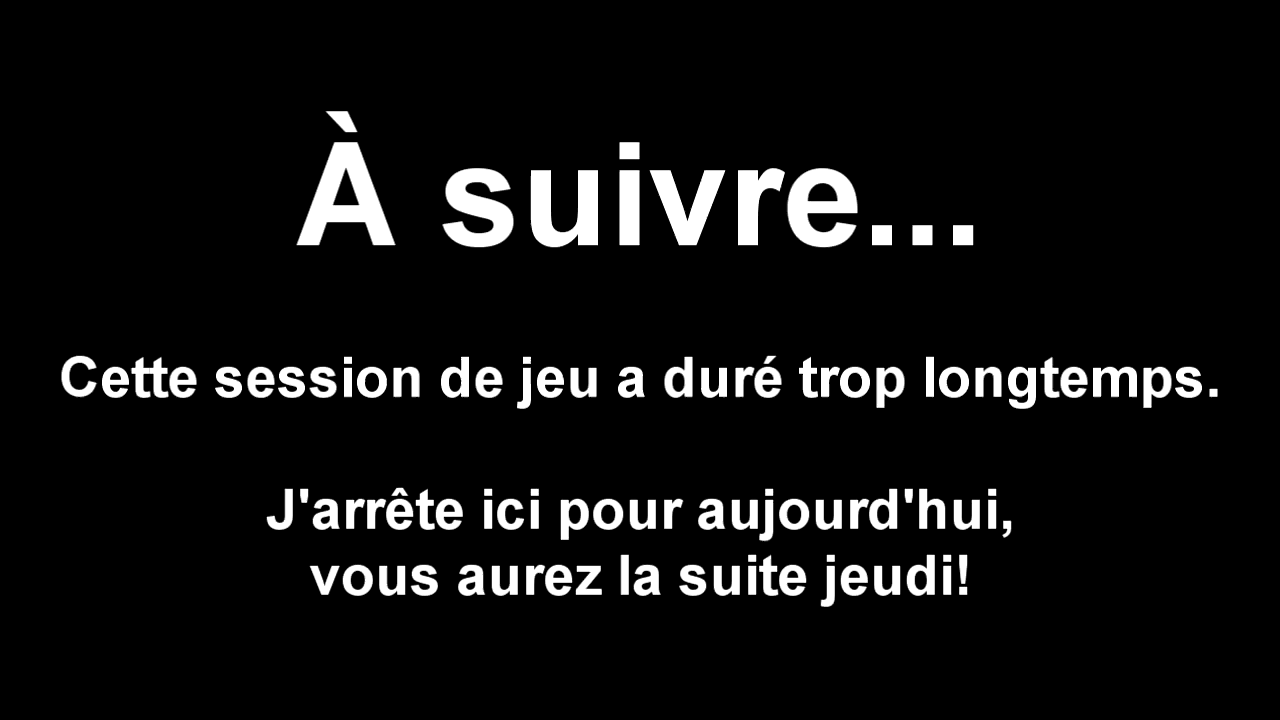 À suivre...
Cette session de jeu a duré trop longtemps.
J'arrête ici pour aujourd'hui,
vous aurez la suite jeudi!